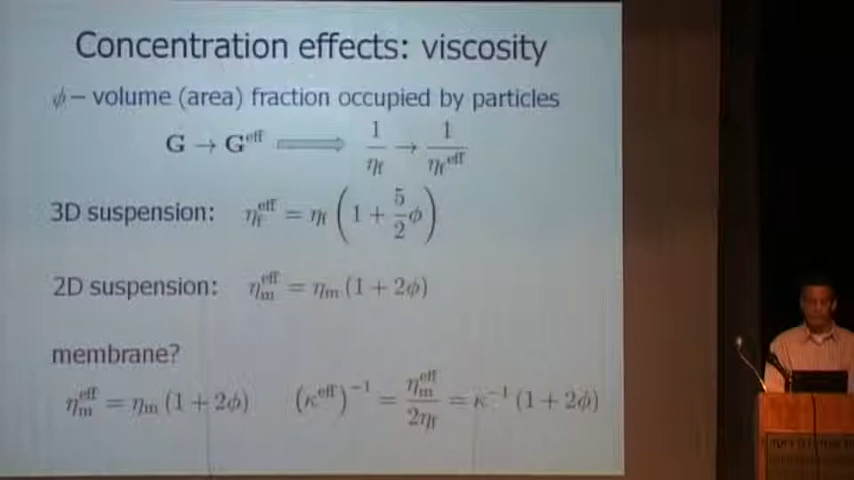 Concentration effects: viscosity
ϕ – volume (area) fraction occupied by particles
G → G^eff ⟹ 1/η_f → 1/η_f^eff
3D suspension: η_f^eff = η_f (1 + 5/2 ϕ)
2D suspension: η_m^eff = η_m (1 + 2ϕ)
membrane?
η_m^eff = η_m (1 + 2ϕ) (κ^eff)^−1 = η_m^eff / 2η_f = κ^−1 (1 + 2ϕ)